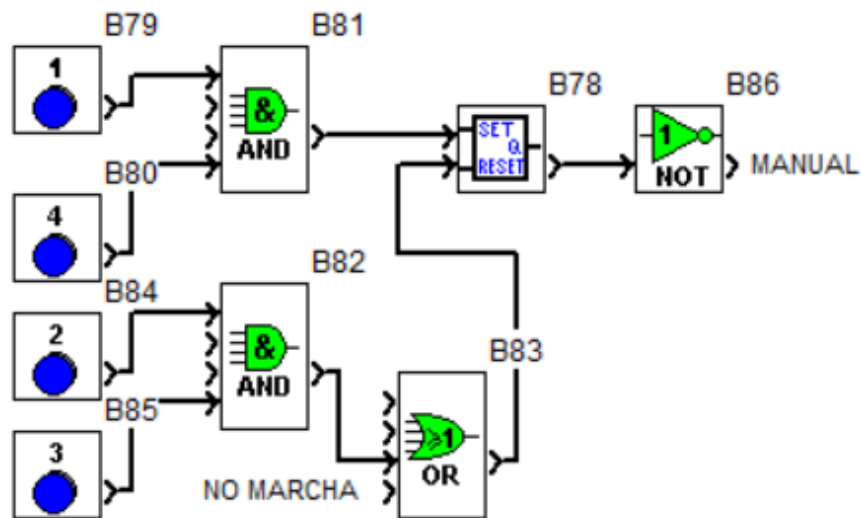 B79
B81
1
&
AND
B78
B86
SET
Q
RESET
1
NOT
MANUAL
B80
4
B82
B84
2
&
AND
B83
B85
3
≥1
OR
NO MARCHA